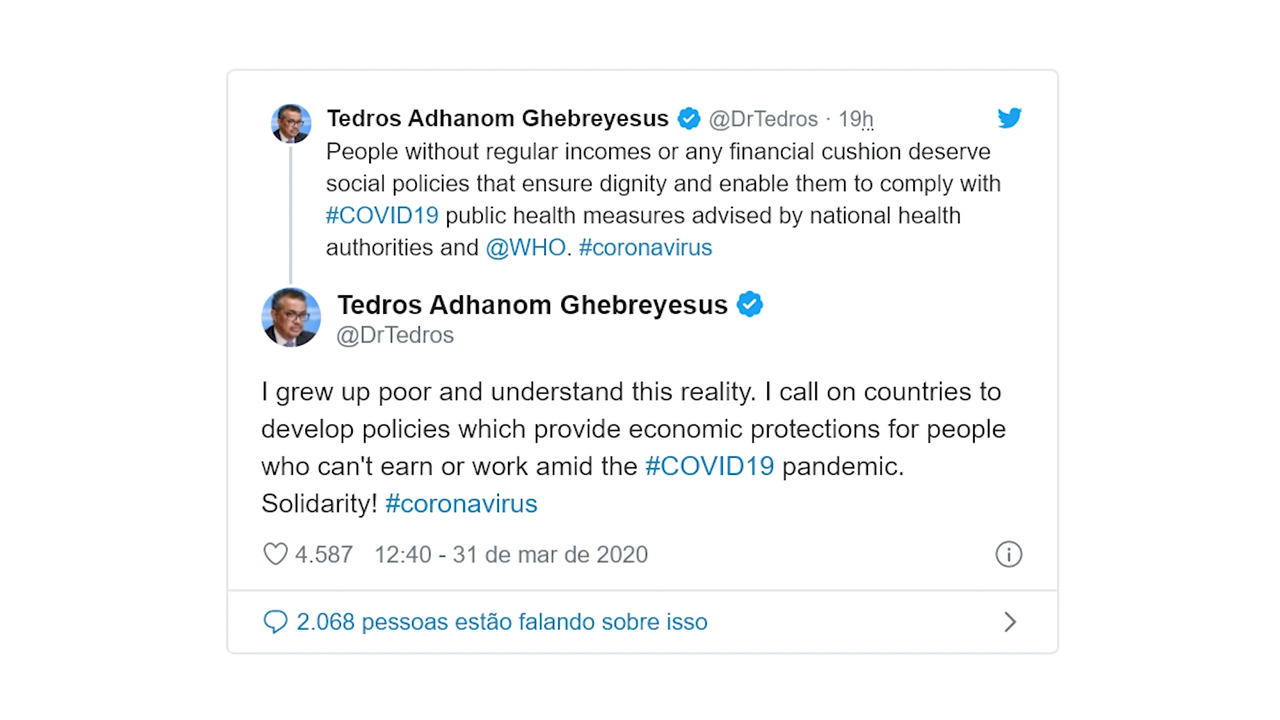 Tedros Adhanom Ghebreyesus @DrTedros · 19h
People without regular incomes or any financial cushion deserve
social policies that ensure dignity and enable them to comply with
#COVID19 public health measures advised by national health
authorities and @WHO. #coronavirus
Tedros Adhanom Ghebreyesus
@DrTedros
I grew up poor and understand this reality. I call on countries to
develop policies which provide economic protections for people
who can't earn or work amid the #COVID19 pandemic.
Solidarity! #coronavirus
4.587 12:40 - 31 de mar de 2020
2.068 pessoas estão falando sobre isso